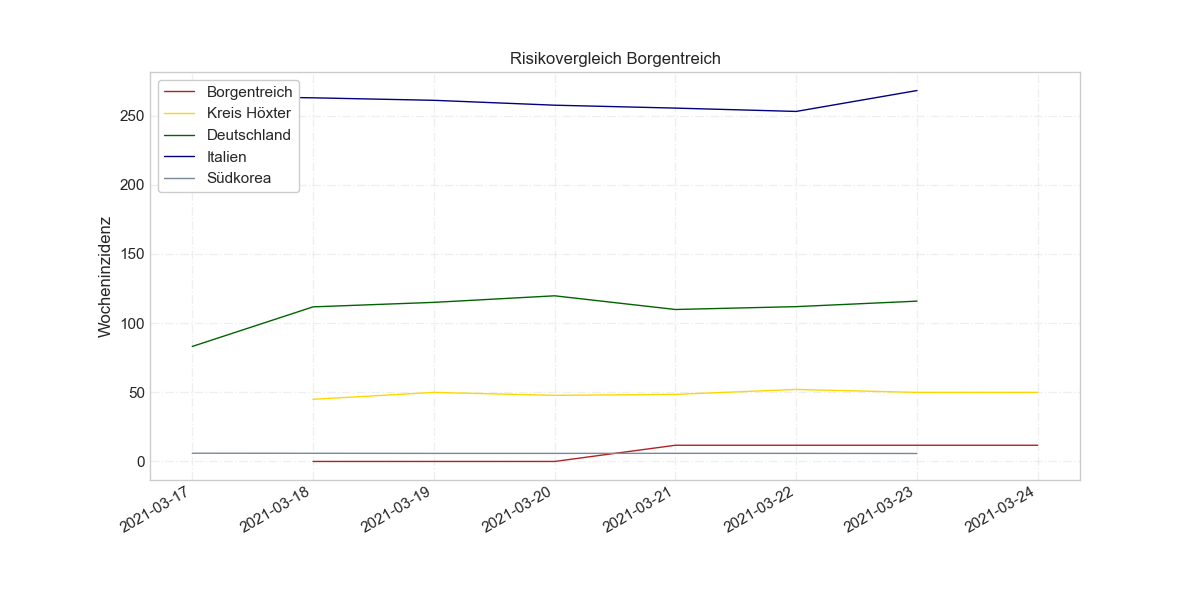 Risikovergleich Borgentreich
Borgentreich
Kreis Höxter
Deutschland
Italien
Südkorea
Wocheninzidenz
250
200
150
100
50
0
2021-03-17
2021-03-18
2021-03-19
2021-03-20
2021-03-21
2021-03-22
2021-03-23
2021-03-24